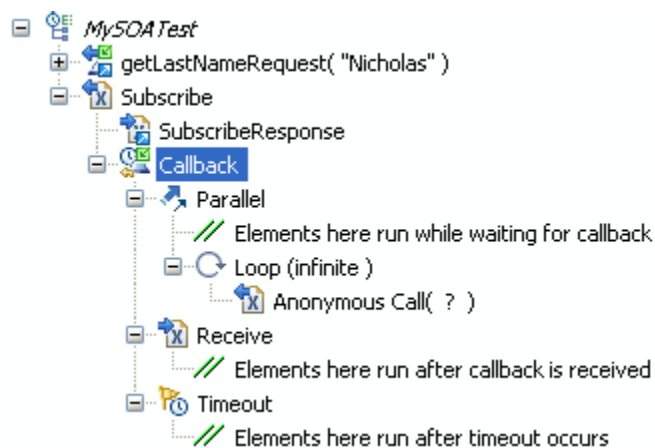 MySOATest
getLastNameRequest( "Nicholas" )
Subscribe
SubscribeResponse
Callback
Parallel
// Elements here run while waiting for callback
Loop (infinite )
Anonymous Call( ? )
Receive
// Elements here run after callback is received
Timeout
// Elements here run after timeout occurs